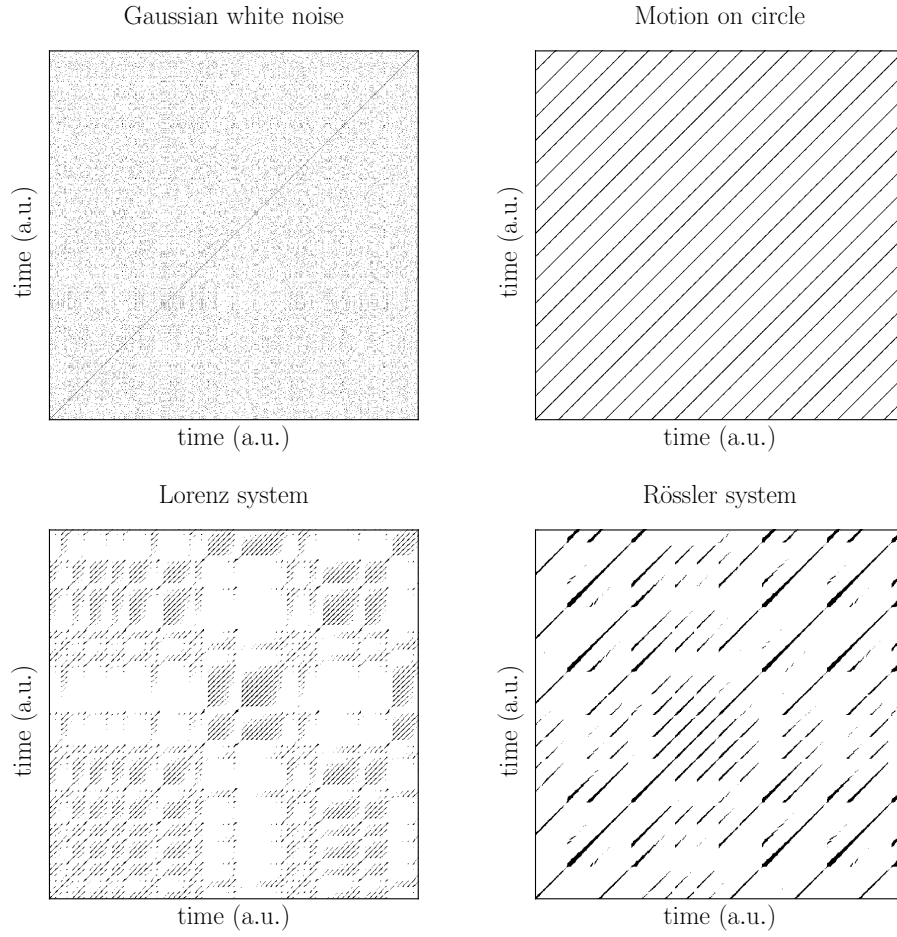 Gaussian white noise
Motion on circle
time (a.u.)
time (a.u.)
time (a.u.)
time (a.u.)
Lorenz system
Rössler system
time (a.u.)
time (a.u.)
time (a.u.)
time (a.u.)